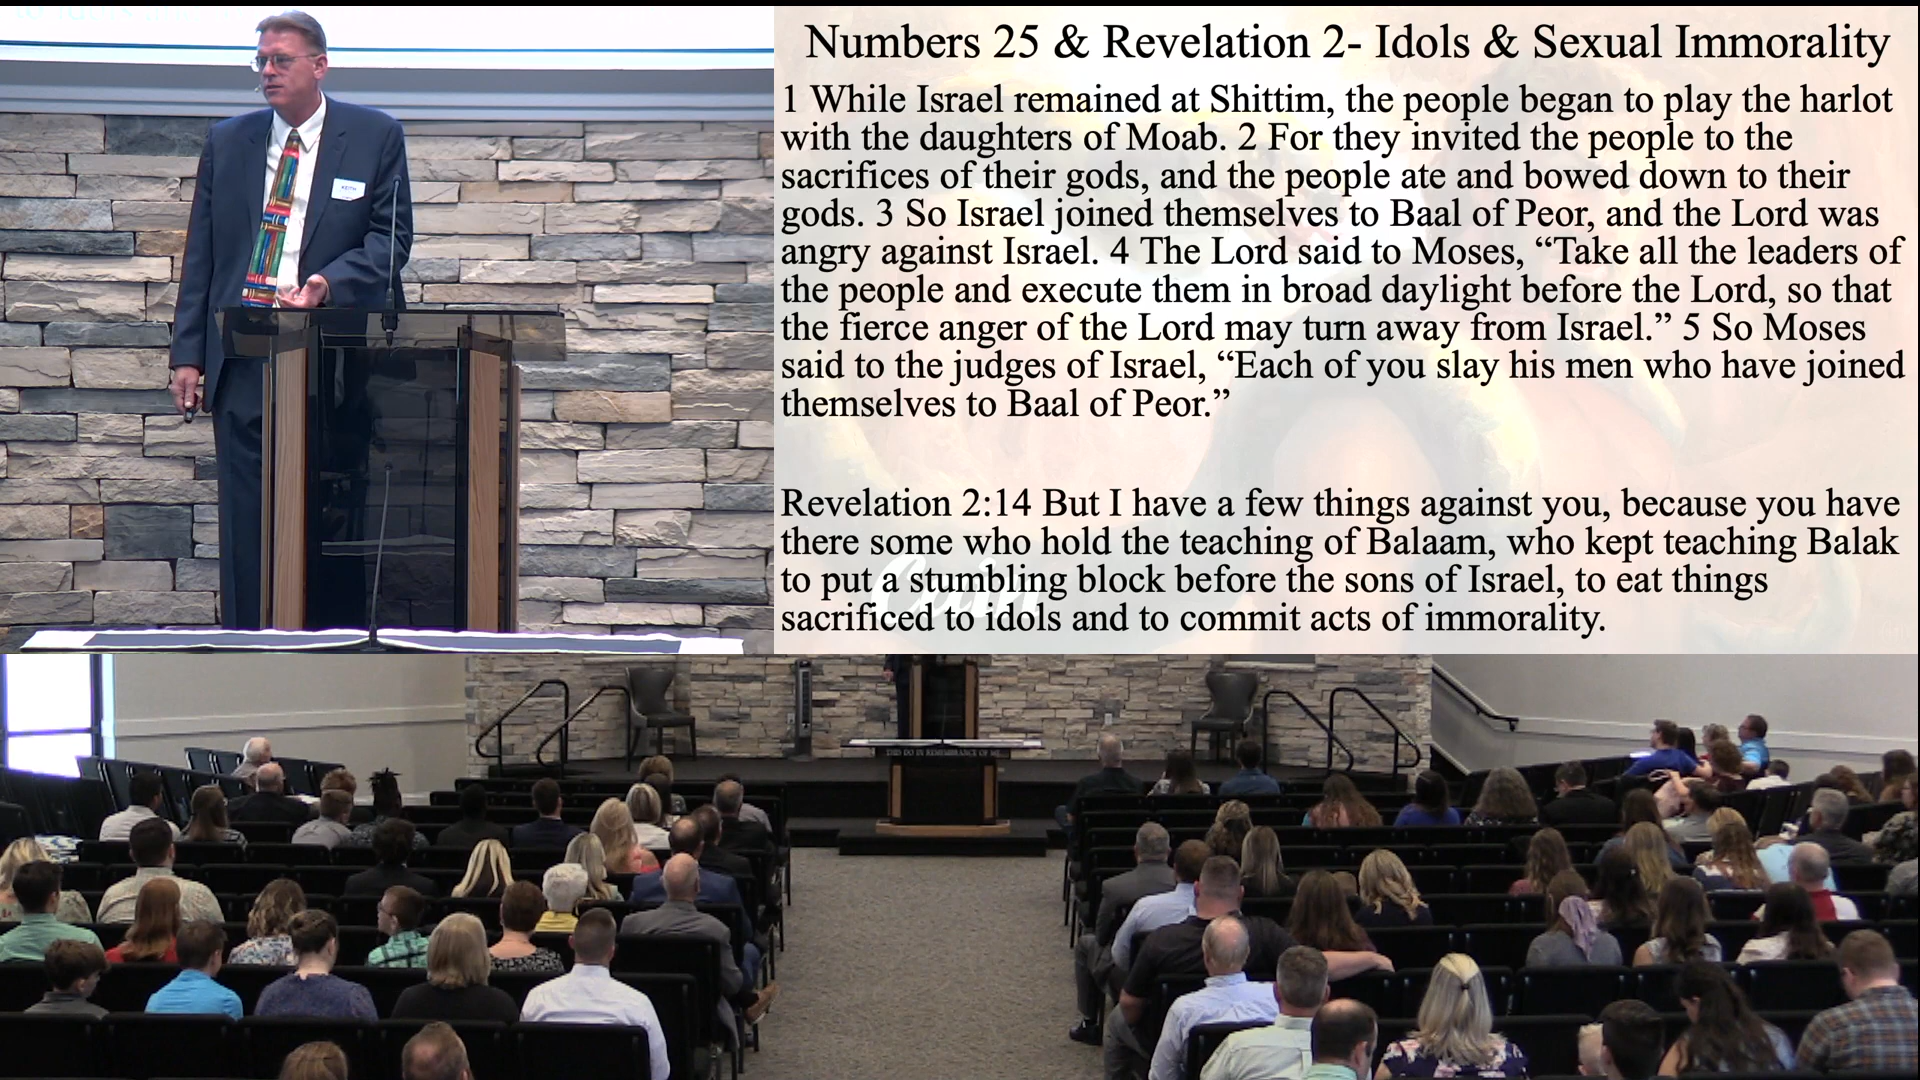 Numbers 25 & Revelation 2- Idols & Sexual Immorality
1 While Israel remained at Shittim, the people began to play the harlot
with the daughters of Moab. 2 For they invited the people to the
sacrifices of their gods, and the people ate and bowed down to their
gods. 3 So Israel joined themselves to Baal of Peor, and the Lord was
angry against Israel. 4 The Lord said to Moses, “Take all the leaders of
the people and execute them in broad daylight before the Lord, so that
the fierce anger of the Lord may turn away from Israel.” 5 So Moses
said to the judges of Israel, “Each of you slay his men who have joined
themselves to Baal of Peor.”
Revelation 2:14 But I have a few things against you, because you have
there some who hold the teaching of Balaam, who kept teaching Balak
to put a stumbling block before the sons of Israel, to eat things
sacrificed to idols and to commit acts of immorality.
Cain
KEITH
THIS DO IN REMEMBRANCE OF ME